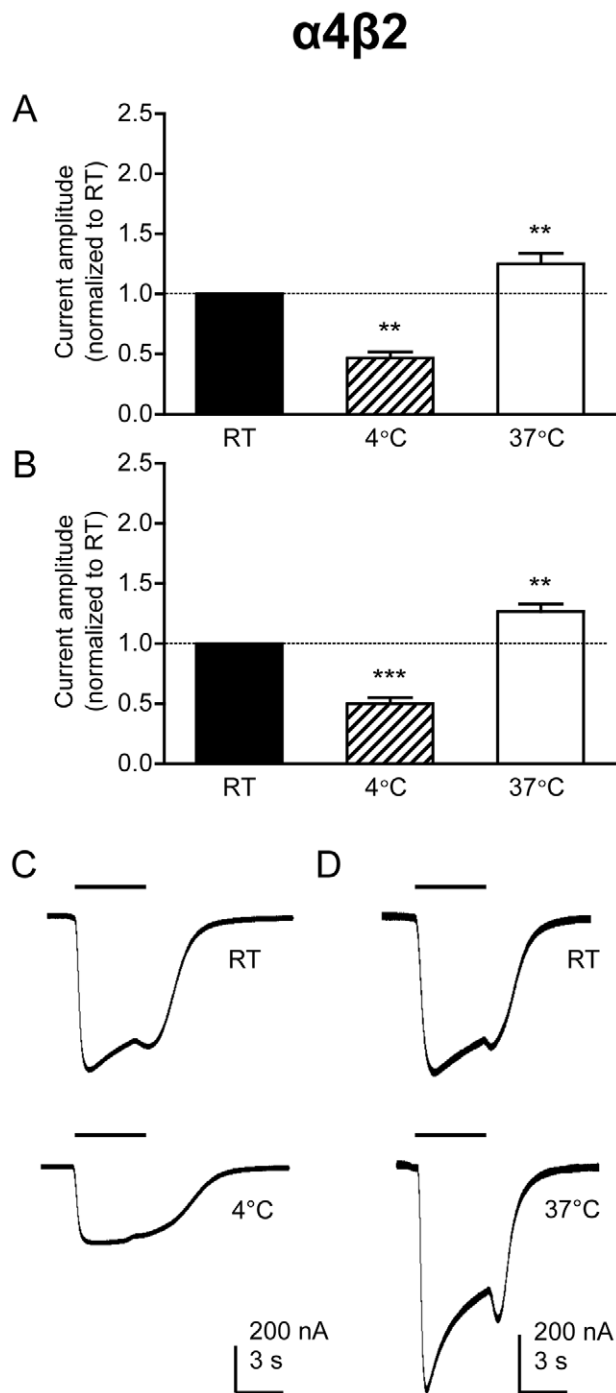 α4β2
A
Current amplitude
(normalized to RT)
2.5
2.0
1.5
1.0
0.5
0.0
**
**
RT 4°C 37°C
B
Current amplitude
(normalized to RT)
2.5
2.0
1.5
1.0
0.5
0.0
***
**
RT 4°C 37°C
C
RT
4°C
200 nA
3 s
D
RT
37°C
200 nA
3 s